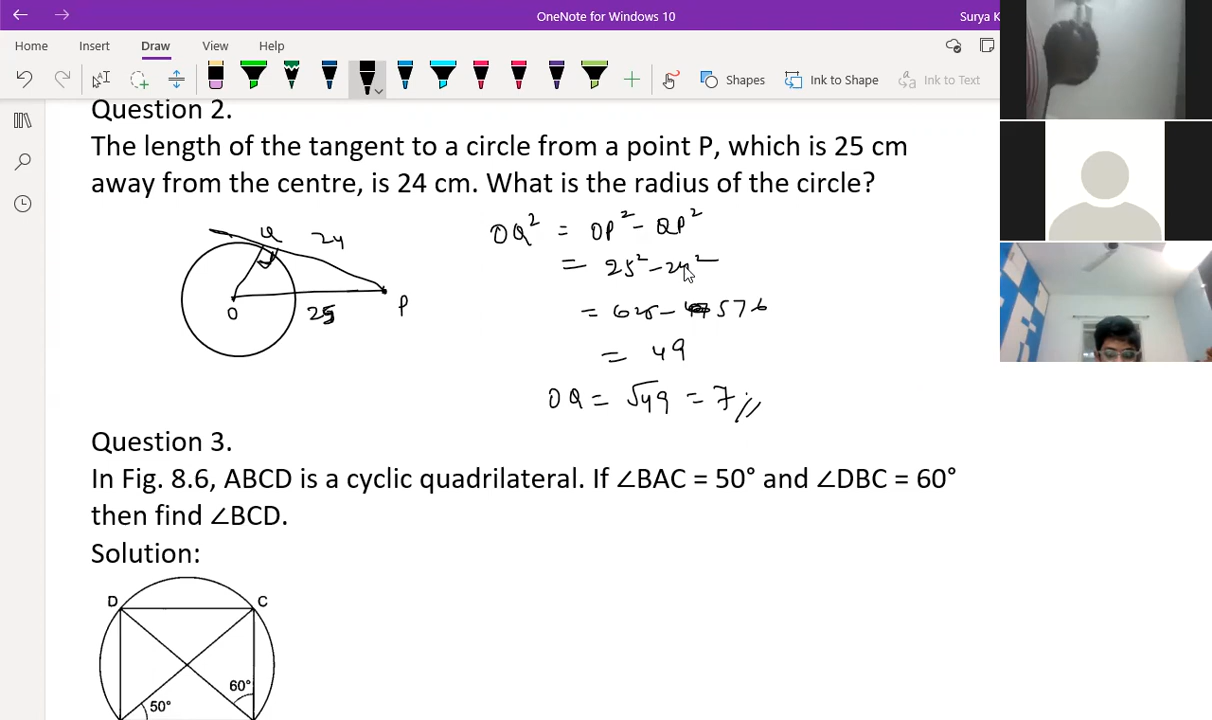 OneNote for Windows 10
Surya K
Home Insert Draw View Help
Shapes Ink to Shape Ink to Text
Question 2.
The length of the tangent to a circle from a point P, which is 25 cm
away from the centre, is 24 cm. What is the radius of the circle?
Q 24
O 25 P
OQ² = OP² - QP²
= 25² - 24²
= 625 - 576
= 49
OQ = √49 = 7
Question 3.
In Fig. 8.6, ABCD is a cyclic quadrilateral. If ∠BAC = 50° and ∠DBC = 60°
then find ∠BCD.
Solution:
D C
60°
50°